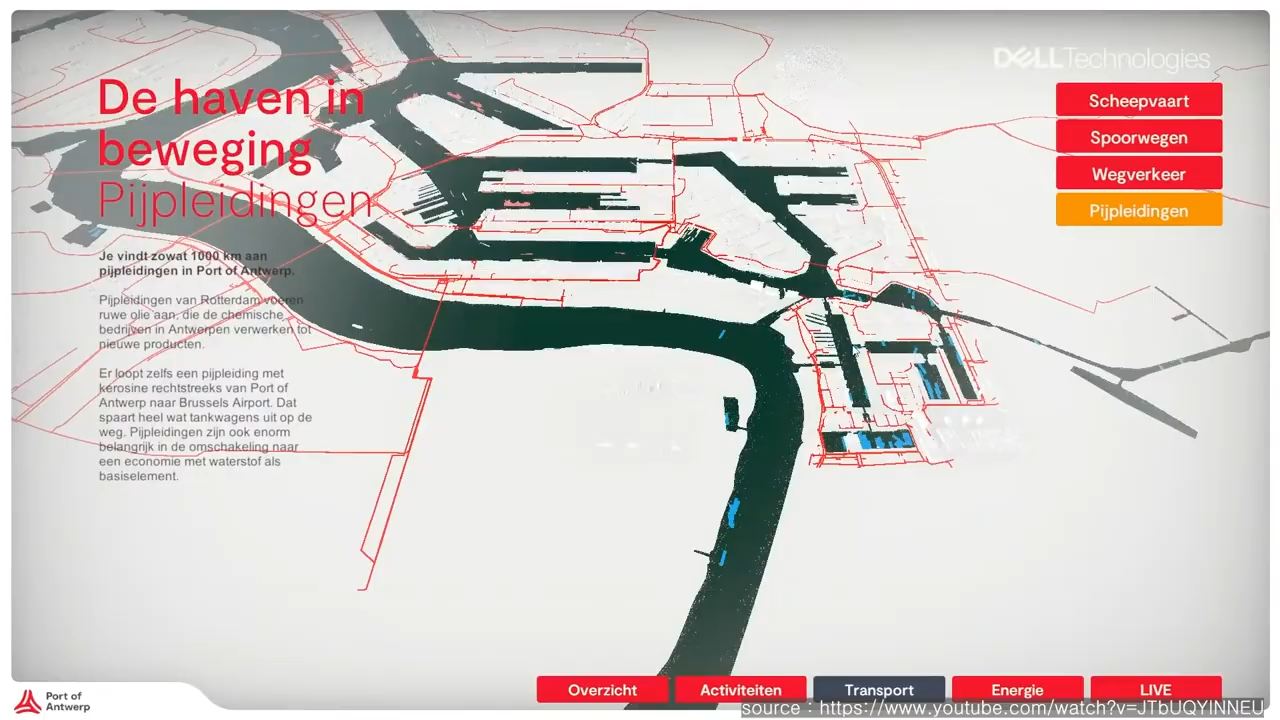 De haven in
beweging
Pijpleidingen
Je vindt zowat 1000 km aan
pijpleidingen in Port of Antwerp.
Pijpleidingen van Rotterdam voeren
ruwe olie aan, die de chemische
bedrijven in Antwerpen verwerken tot
nieuwe producten.
Er loopt zelfs een pijpleiding met
kerosine rechtstreeks van Port of
Antwerp naar Brussels Airport. Dat
spaart heel wat tankwagens uit op de
weg. Pijpleidingen zijn ook enorm
belangrijk in de omschakeling naar
een economie met waterstof als
basiselement.
DELLTechnologies
Scheepvaart
Spoorwegen
Wegverkeer
Pijpleidingen
Port of
Antwerp
Overzicht
Activiteiten
Transport
Energie
LIVE
source : https://www.youtube.com/watch?v=JTbUQYINNEU